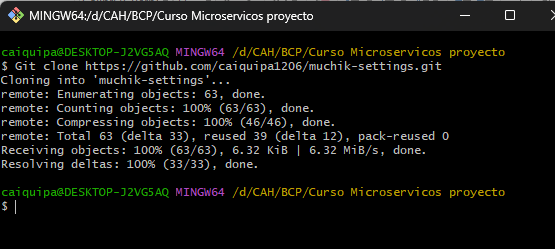 MINGW64:/d/CAH/BCP/Curso Microservicos proyecto
caiquipa@DESKTOP-J2VG5AQ MINGW64 /d/CAH/BCP/Curso Microservicos proyecto
$ Git clone https://github.com/caiquipa1206/muchik-settings.git
Cloning into 'muchik-settings'...
remote: Enumerating objects: 63, done.
remote: Counting objects: 100% (63/63), done.
remote: Compressing objects: 100% (46/46), done.
remote: Total 63 (delta 33), reused 39 (delta 12), pack-reused 0
Receiving objects: 100% (63/63), 6.32 KiB | 6.32 MiB/s, done.
Resolving deltas: 100% (33/33), done.
caiquipa@DESKTOP-J2VG5AQ MINGW64 /d/CAH/BCP/Curso Microservicos proyecto
$